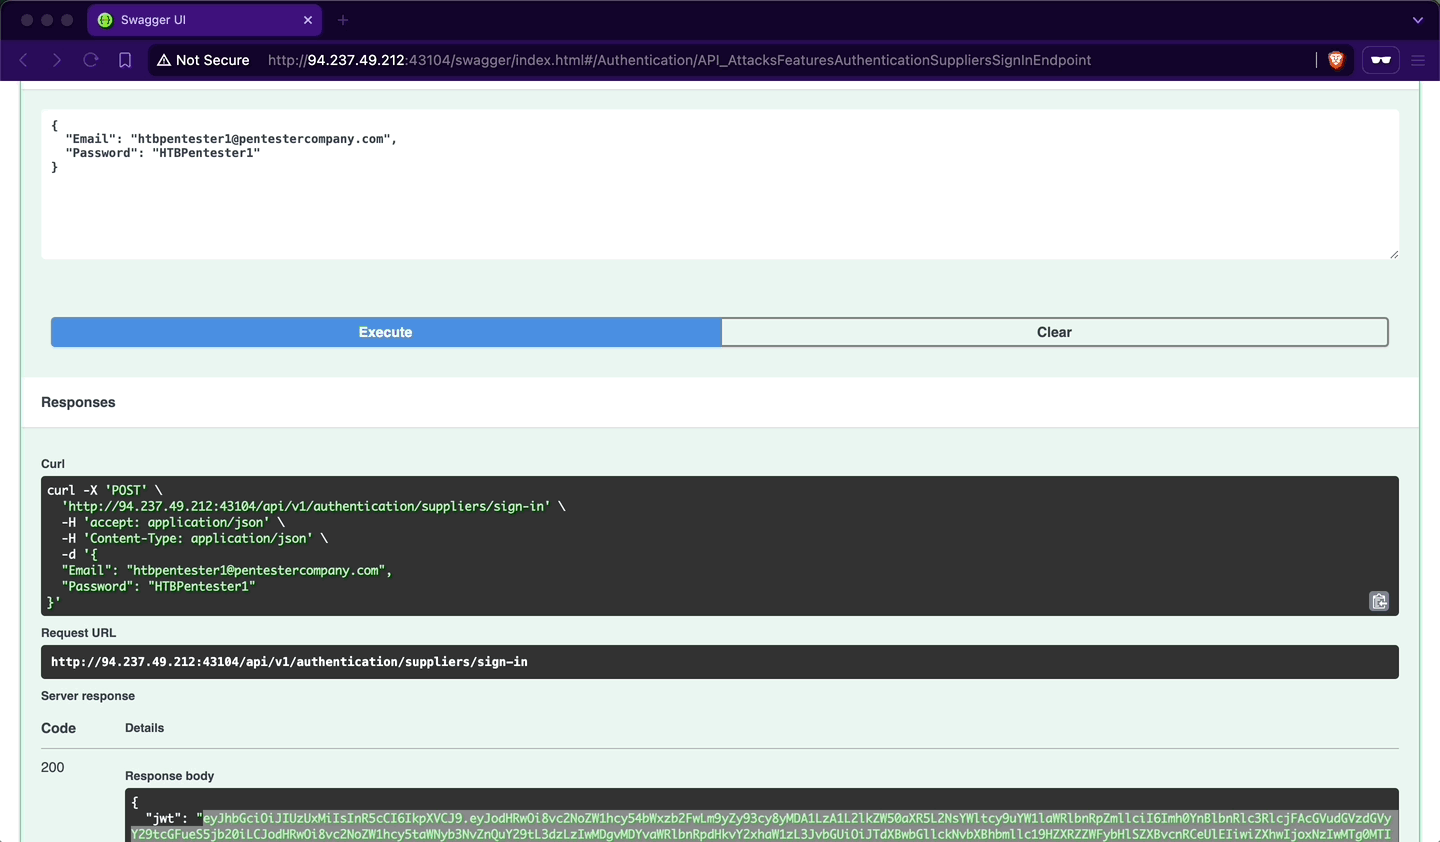 Swagger UI
Not Secure http://94.237.49.212:43104/swagger/index.html#/Authentication/API_AttacksFeaturesAuthenticationSuppliersSignInEndpoint
{
"Email": "htbpentester1@pentestercompany.com",
"Password": "HTBPentester1"
}
Execute Clear
Responses
Curl
curl -X 'POST' \
'http://94.237.49.212:43104/api/v1/authentication/suppliers/sign-in' \
-H 'accept: application/json' \
-H 'Content-Type: application/json' \
-d '{
"Email": "htbpentester1@pentestercompany.com",
"Password": "HTBPentester1"
}'
Request URL
http://94.237.49.212:43104/api/v1/authentication/suppliers/sign-in
Server response
Code Details
200
Response body
{
"jwt": "eyJhbGciOiJIUzUxMiIsInR5cCI6IkpXVCJ9.eyJodHRwOi8vc2NoZW1hcy54bWxzb2FwLm9yZy93cy8yMDA1LzA1L2lkZW50aXR5L2NsYWltcy9uYW1laWRlbnRpZmllciI6Imh0YnBlbnRlc3RlcjFAcGVudGVzdGVy
Y29tcGFueS5jb20iLCJodHRwOi8vc2NoZW1hcy5taWNyb3NvZnQuY29tL3dzLzIwMDgvMDYvaWRlbnRpdHkvY2xhaW1zL3JvbGUiOiJTdXBwbGllckNvbXBhbmllc19HZXRZZWFybHlSZXBvcnRCeUlEIiwiZXhwIjoxNzIwMTg0MTI